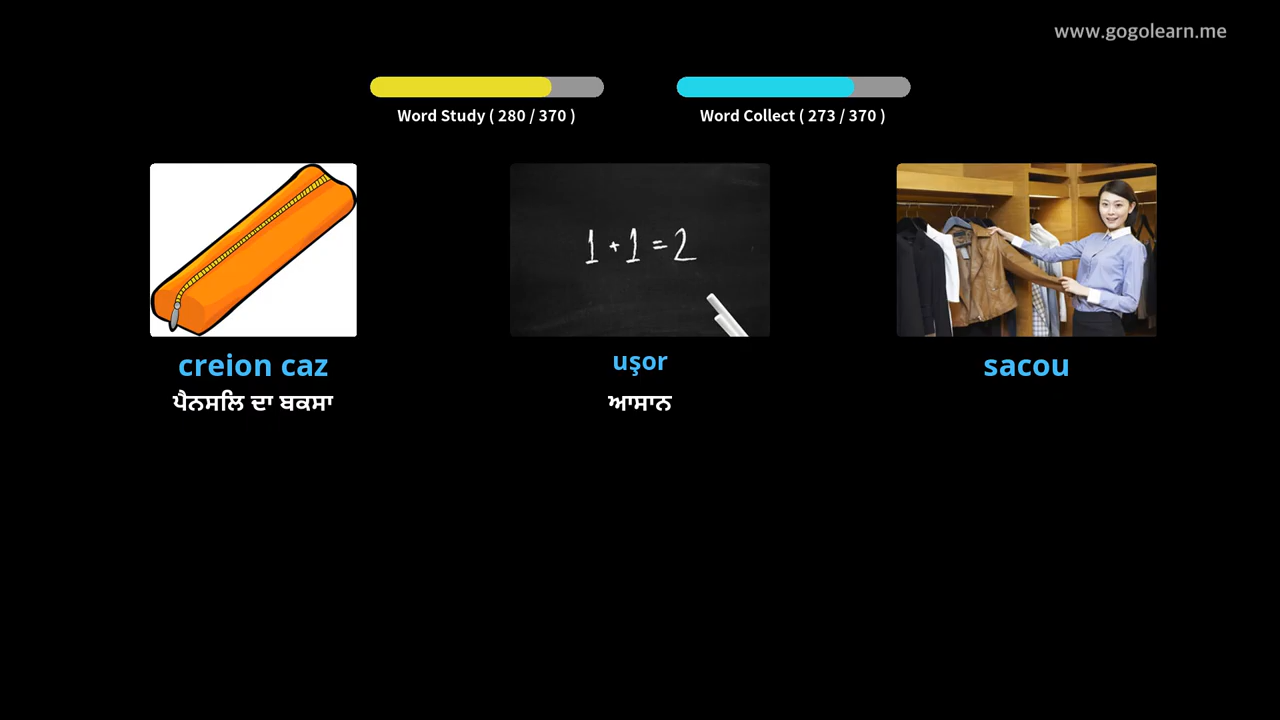 www.gogolearn.me
Word Study ( 280 / 370 )
Word Collect ( 273 / 370 )
1 + 1 = 2
creion caz
uşor
sacou
ਪੈਨਸਲਿ ਦਾ ਬਕਸਾ
ਆਸਾਨ